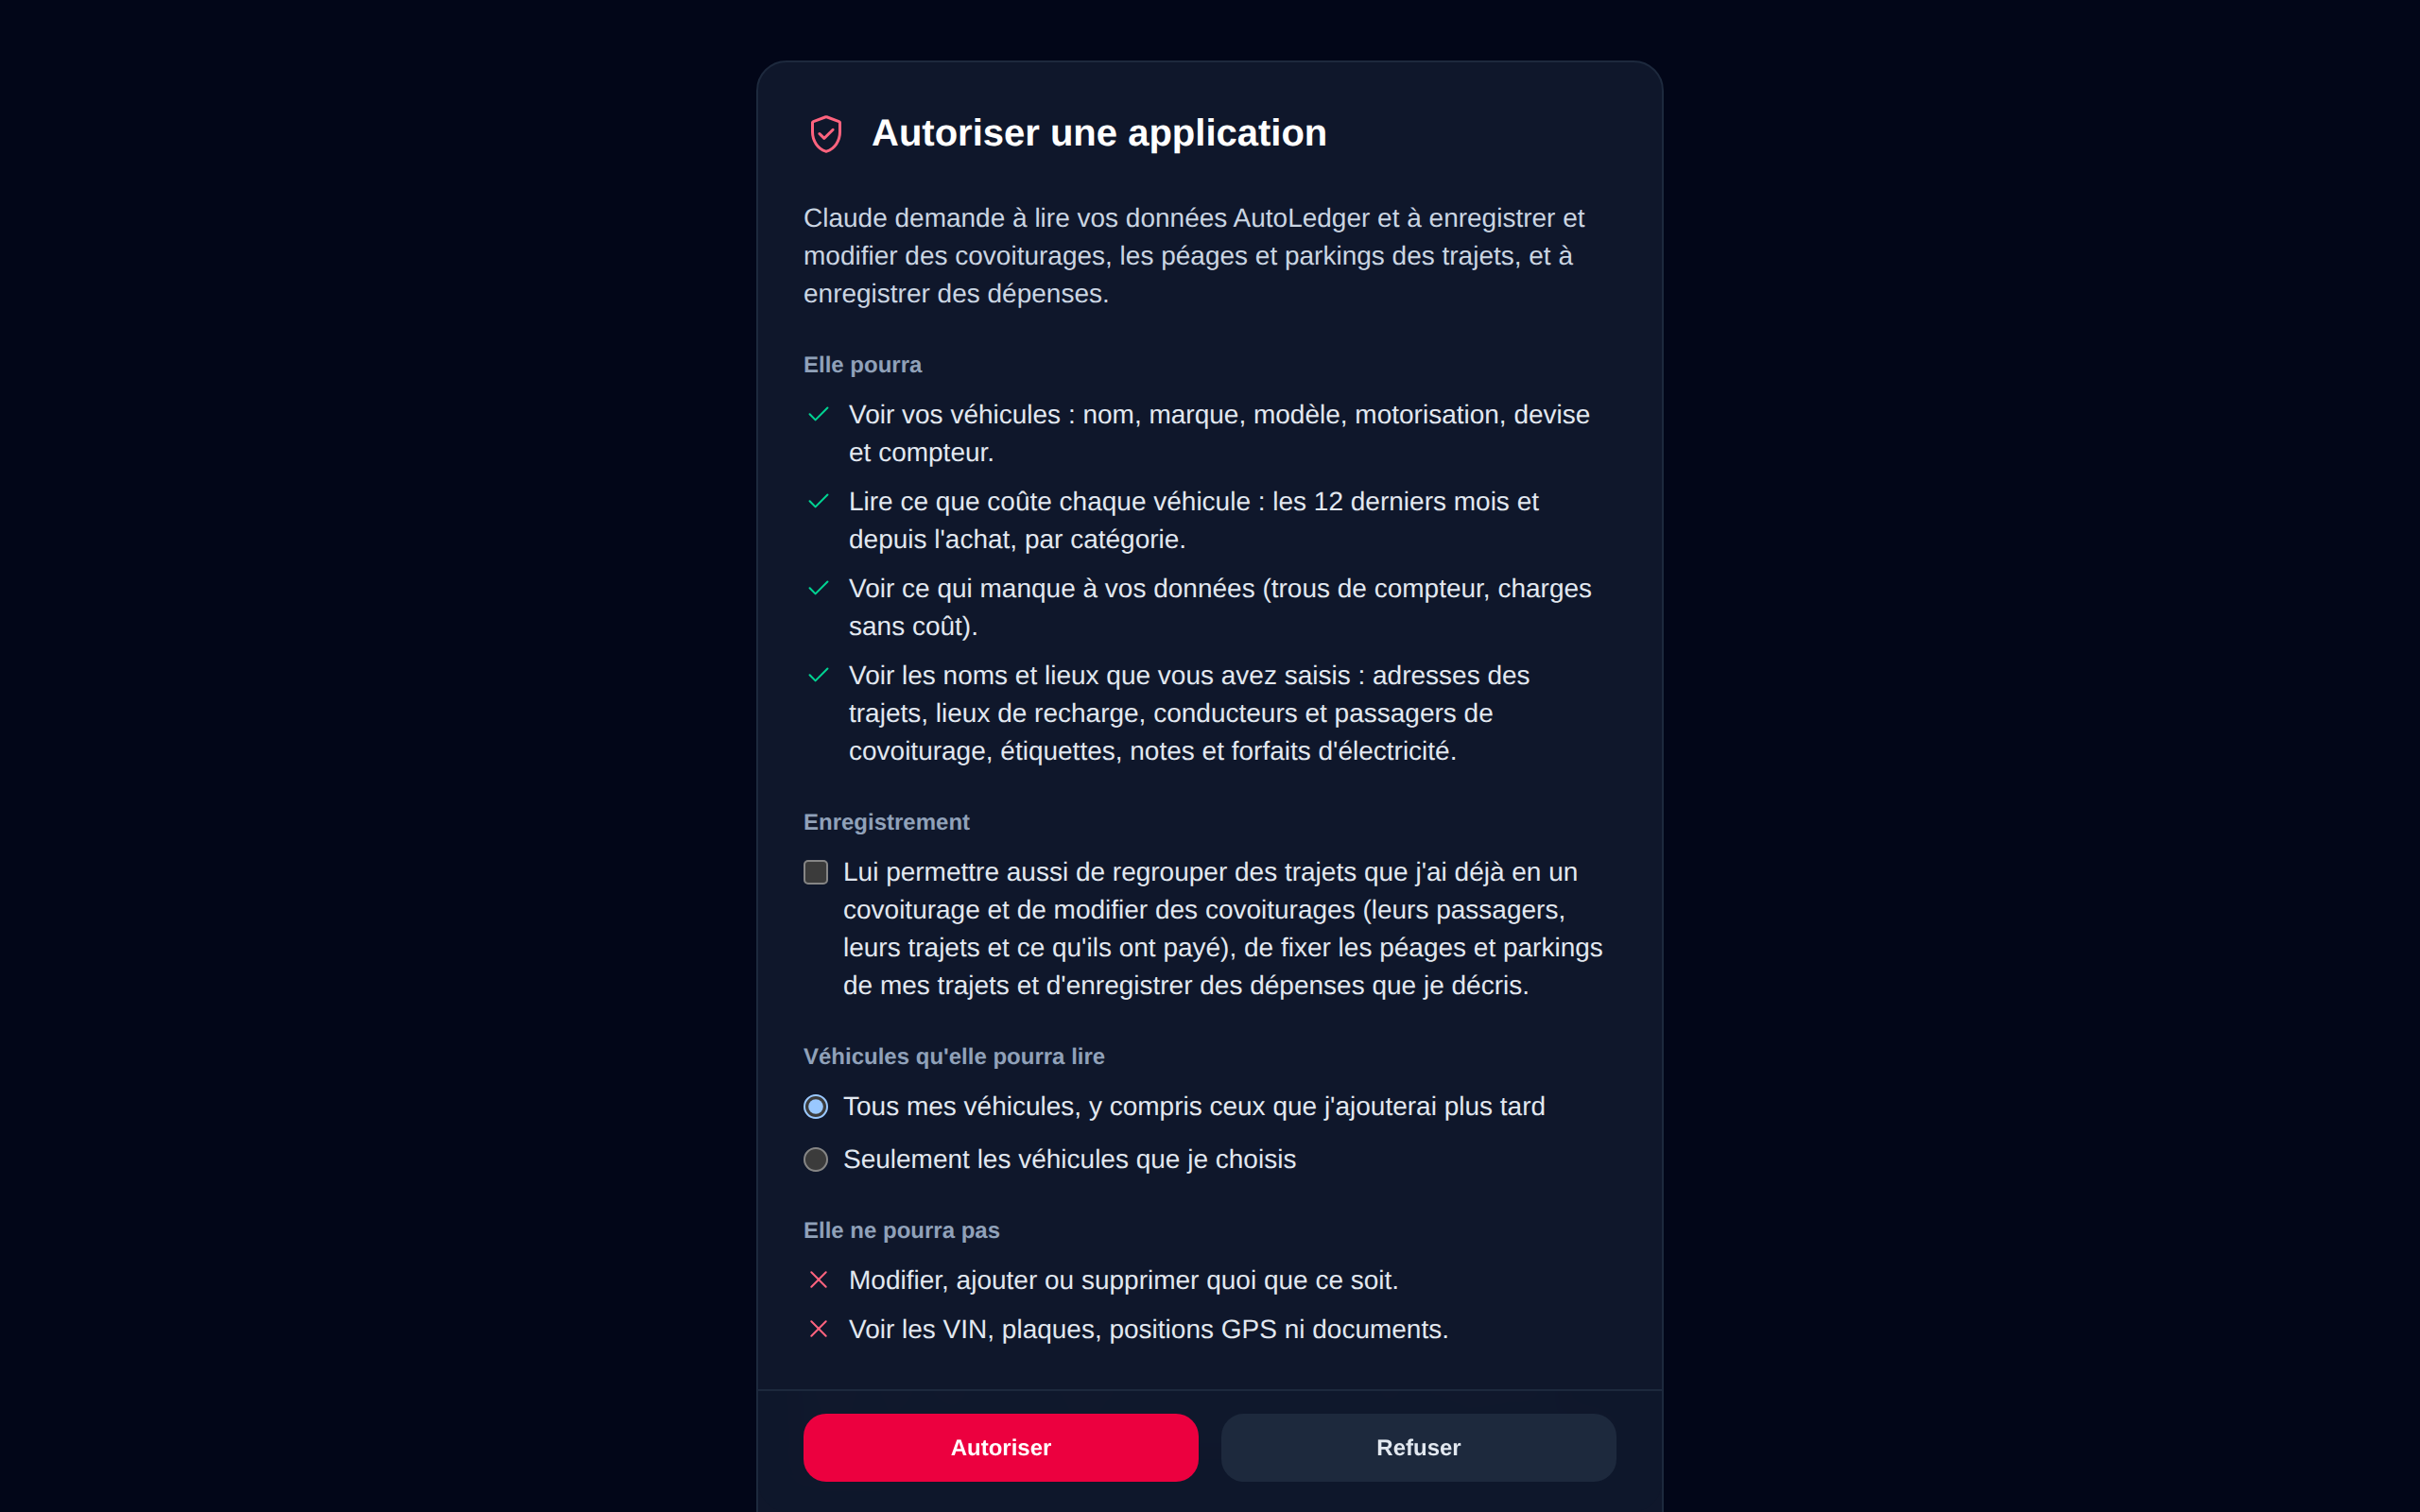 Autoriser une application
Claude demande à lire vos données AutoLedger et à enregistrer et
modifier des covoiturages, les péages et parkings des trajets, et à
enregistrer des dépenses.
Elle pourra
Voir vos véhicules : nom, marque, modèle, motorisation, devise
et compteur.
Lire ce que coûte chaque véhicule : les 12 derniers mois et
depuis l'achat, par catégorie.
Voir ce qui manque à vos données (trous de compteur, charges
sans coût).
Voir les noms et lieux que vous avez saisis : adresses des
trajets, lieux de recharge, conducteurs et passagers de
covoiturage, étiquettes, notes et forfaits d'électricité.
Enregistrement
Lui permettre aussi de regrouper des trajets que j'ai déjà en un
covoiturage et de modifier des covoiturages (leurs passagers,
leurs trajets et ce qu'ils ont payé), de fixer les péages et parkings
de mes trajets et d'enregistrer des dépenses que je décris.
Véhicules qu'elle pourra lire
Tous mes véhicules, y compris ceux que j'ajouterai plus tard
Seulement les véhicules que je choisis
Elle ne pourra pas
Modifier, ajouter ou supprimer quoi que ce soit.
Voir les VIN, plaques, positions GPS ni documents.
Autoriser
Refuser